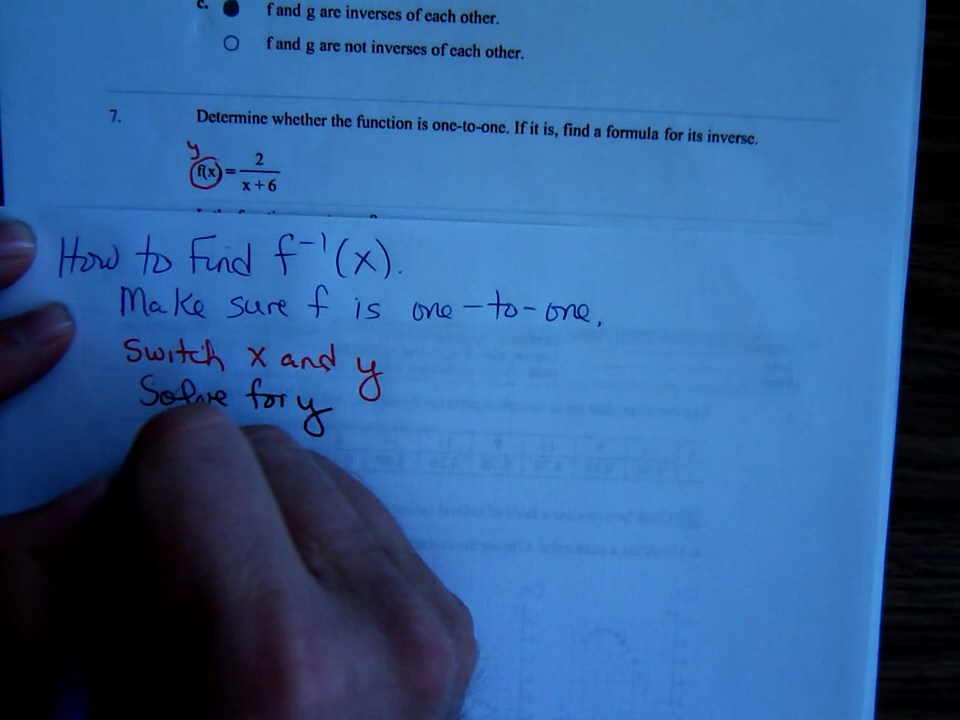 c. f and g are inverses of each other.
f and g are not inverses of each other.
7. Determine whether the function is one-to-one. If it is, find a formula for its inverse.
y
f(x) = 2 / x + 6
How to Find f⁻¹(x).
Make sure f is one-to-one.
Switch x and y
Solve for y